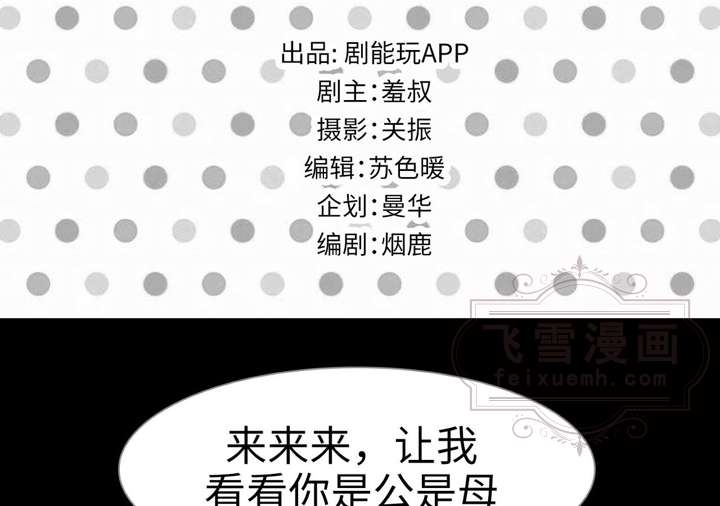 出品: 剧能玩APP
剧主:羞叔
摄影:关振
编辑:苏色暖
企划:曼华
编剧:烟鹿
飞雪漫画
feixuemh.com
来来来，让我
看看你是公是母